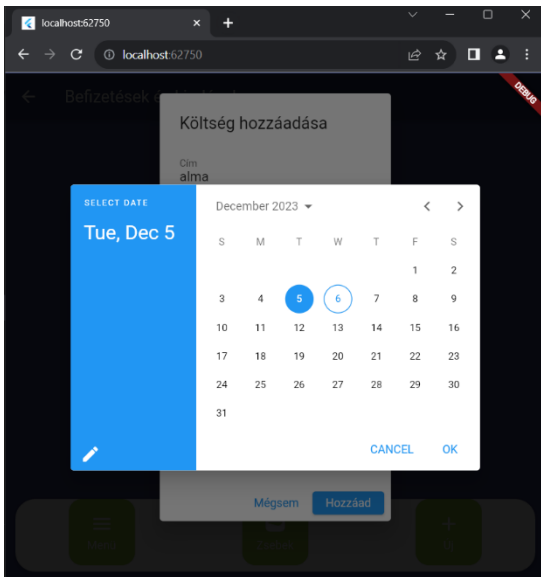 localhost:62750
localhost:62750
DEBUG
Költség hozzáadása
Cím
alma
SELECT DATE
Tue, Dec 5
December 2023
S M T W T F S
1 2
3 4 5 6 7 8 9
10 11 12 13 14 15 16
17 18 19 20 21 22 23
24 25 26 27 28 29 30
31
CANCEL OK
Mégsem Hozzáad